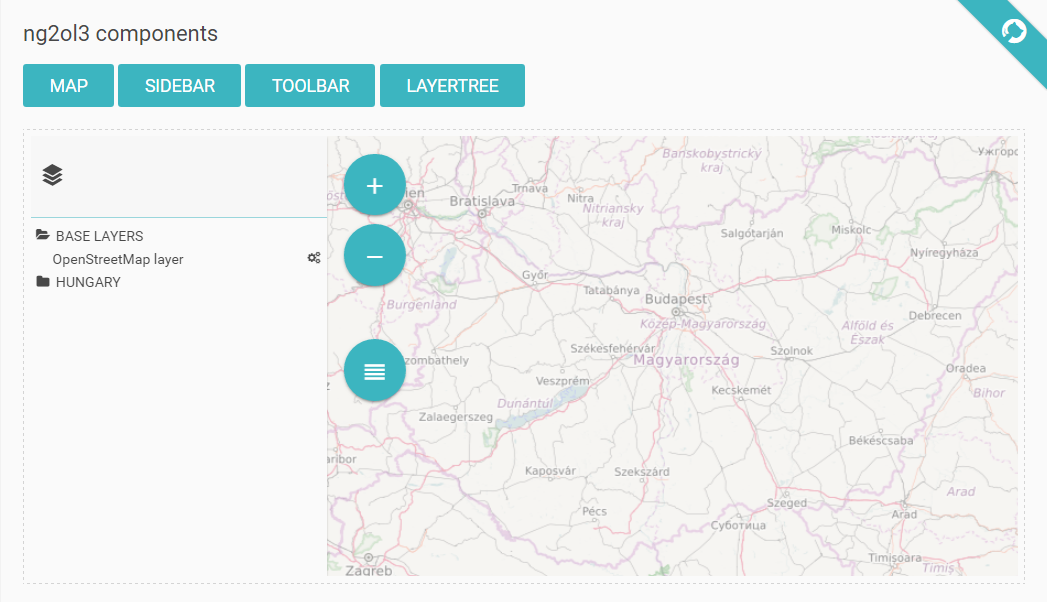 ng2ol3 components
MAP
SIDEBAR
TOOLBAR
LAYERTREE
BASE LAYERS
OpenStreetMap layer
HUNGARY
Banskobystrický
kraj
Ужгоро
Trnava
Nitra
Bratislava
Nitriansky
kraj
ien
Salgótarján
Miskolc
Nyíregyháza
Győr
Tatabánya
Budapest
Burgenland
Közép-Magyarország
Debrecen
Alföld és
Észak
Székesfehérvár
Magyarország
Szolnok
zombathely
Veszprém
Kecskemét
Oradea
Bihor
Dunántúl
Zalaegerszeg
Békéscsaba
aribor
Kaposvár
Szekszárd
Szeged
Arad
Arad
Pécs
Суботица
Timișoara
Timiș
Zagreb